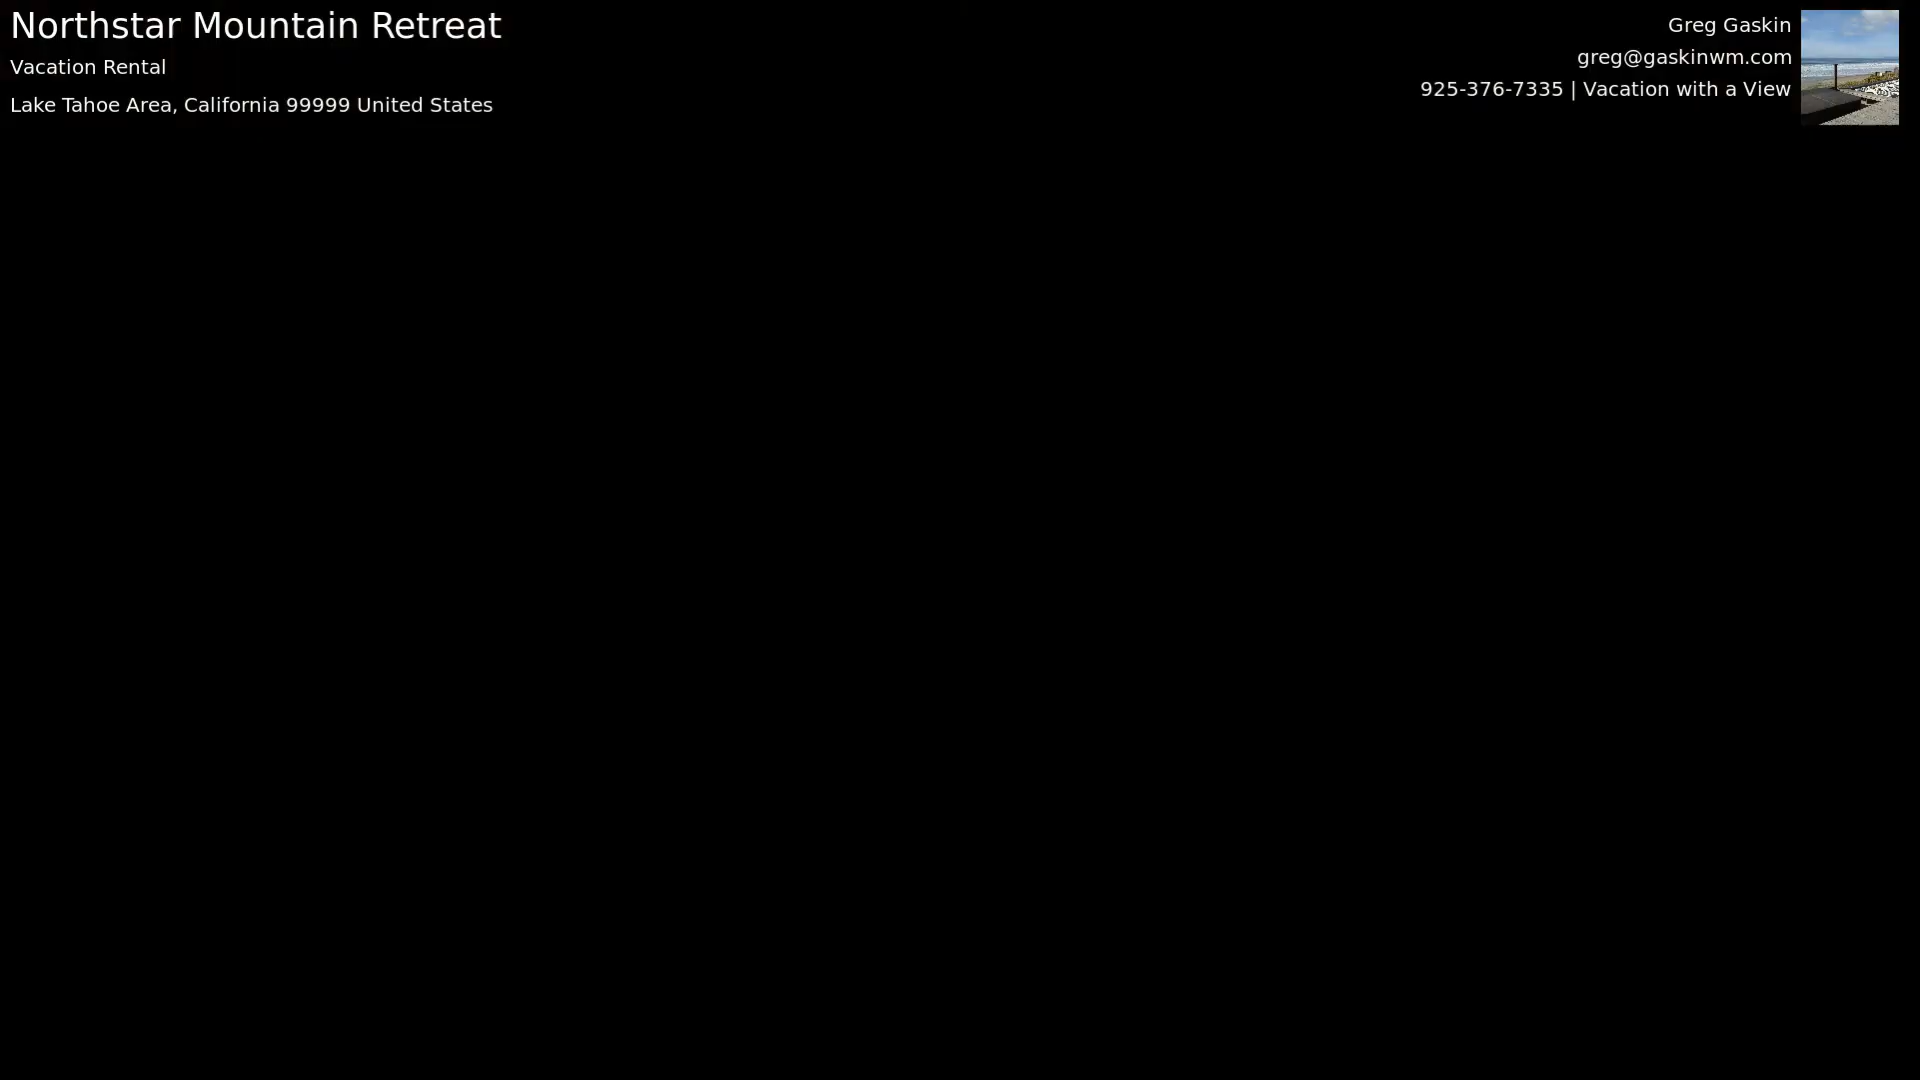 Northstar Mountain Retreat
Vacation Rental
Lake Tahoe Area, California 99999 United States
Greg Gaskin
greg@gaskinwm.com
925-376-7335 | Vacation with a View